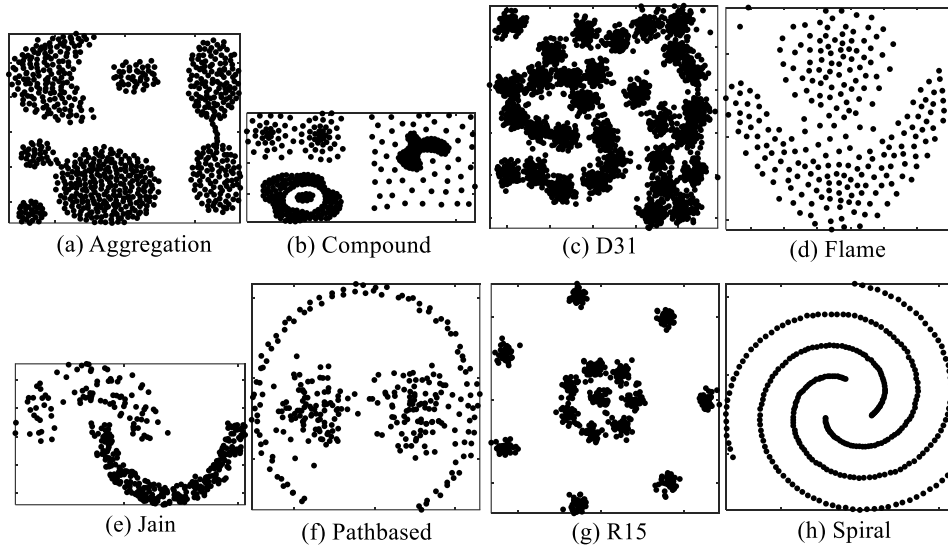 (a) Aggregation
(b) Compound
(c) D31
(d) Flame
(e) Jain
(f) Pathbased
(g) R15
(h) Spiral